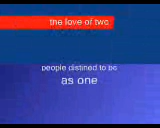 the love of two
people distined to be
as one